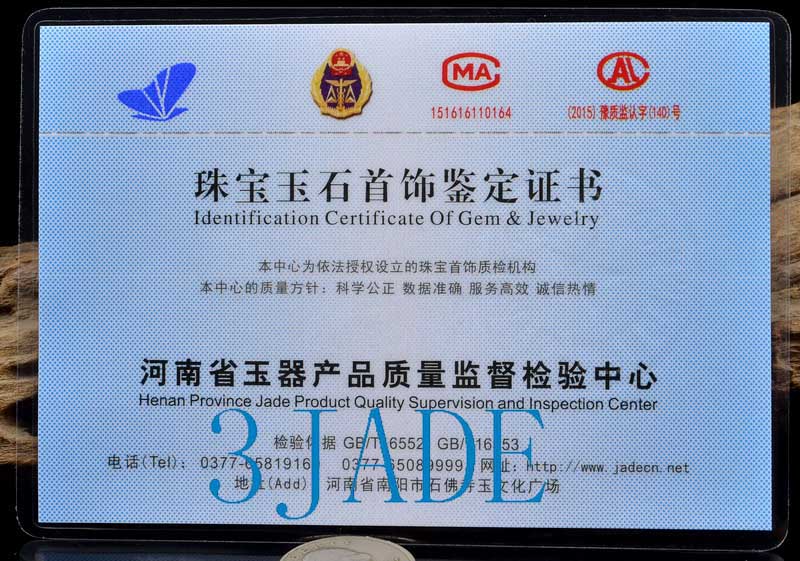 MA
CAL
151616110164
(2015) 豫质监认字(140)号
珠宝玉石首饰鉴定证书
Identification Certificate Of Gem & Jewelry
本中心为依法授权设立的珠宝首饰质检机构
本中心的质量方针: 科学公正 数据准确 服务高效 诚信热情
河南省玉器产品质量监督检验中心
Henan Province Jade Product Quality Supervision and Inspection Center
3JADE
检验依据 GB/T GB/
电话(Tel): 0377- 网址: http://www.jadecn.net
地址(Add) 河南省南阳市石佛寺玉文化广场